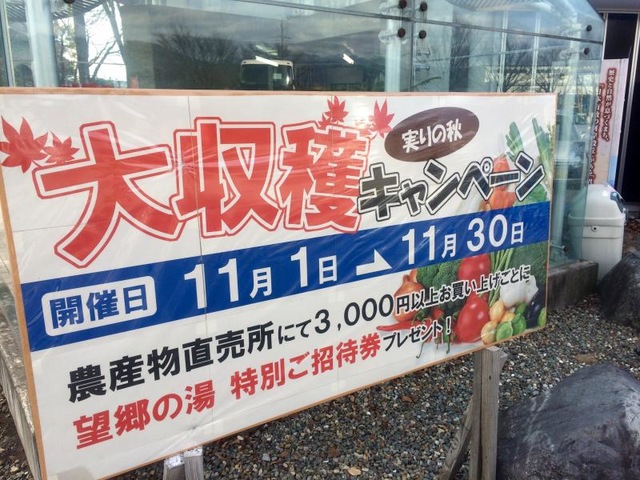 実りの秋
大収穫キャンペーン
開催日 11月1日→11月30日
農産物直売所にて3,000円以上お買い上げごとに
望郷の湯 特別ご招待券プレゼント!